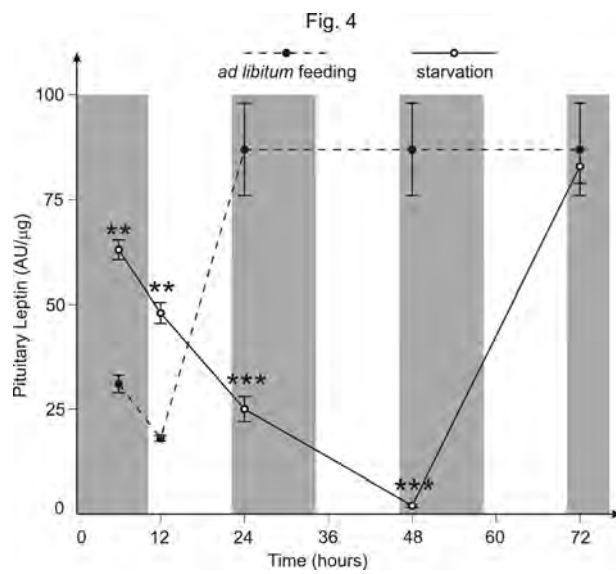 Fig. 4
ad libitum feeding
starvation
100
75
50
25
0
Pituitary Leptin (AU/µg)
**
**
***
***
0 12 24 36 48 60 72
Time (hours)